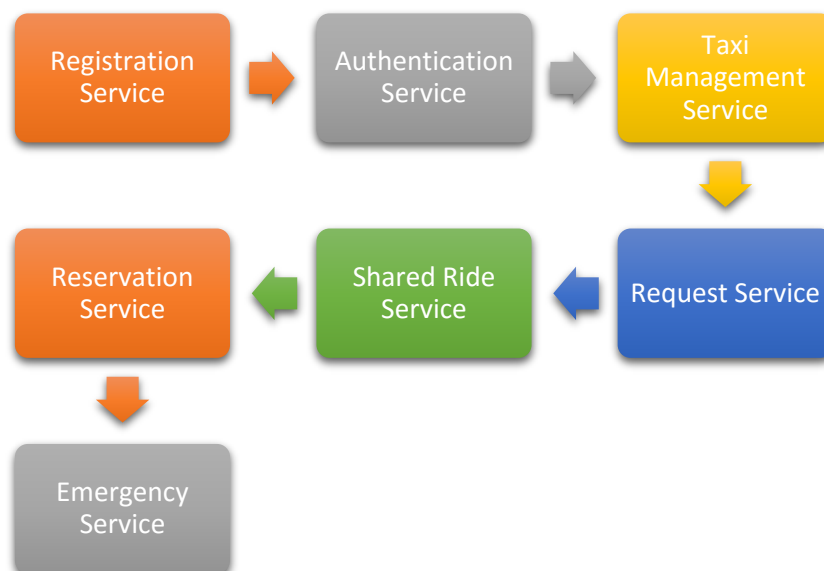 Registration
Service
Authentication
Service
Taxi
Management
Service
Request Service
Shared Ride
Service
Reservation
Service
Emergency
Service